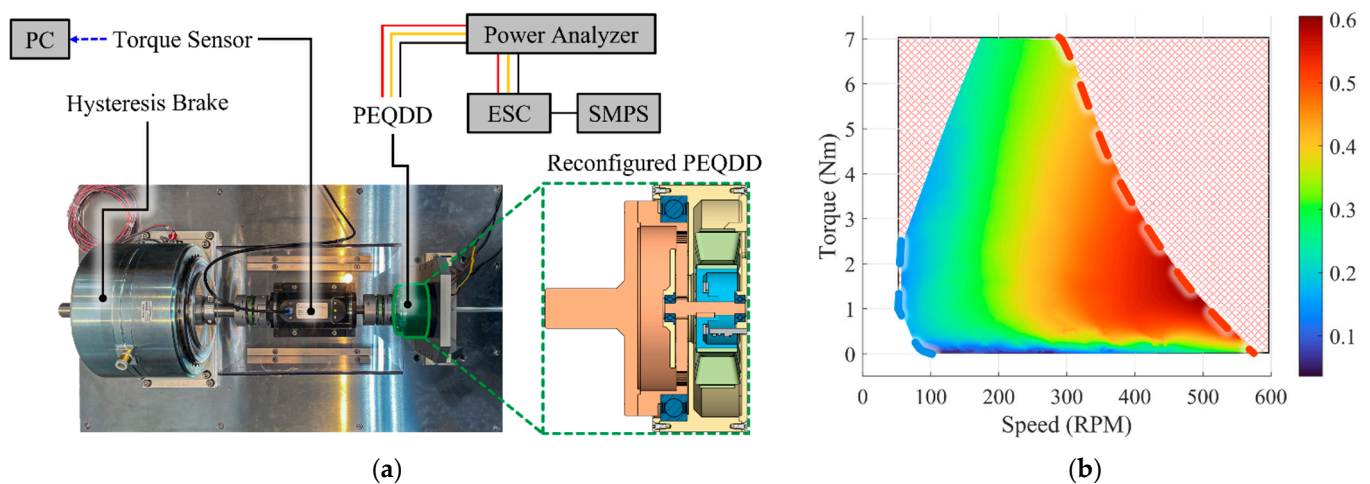 PC
Torque Sensor
Power Analyzer
Hysteresis Brake
PEQDD
ESC
SMPS
Reconfigured PEQDD
(a)
0.6
0.5
0.4
0.3
0.2
0.1
7
6
5
4
3
2
1
0
Torque (Nm)
0 100 200 300 400 500 600
Speed (RPM)
(b)